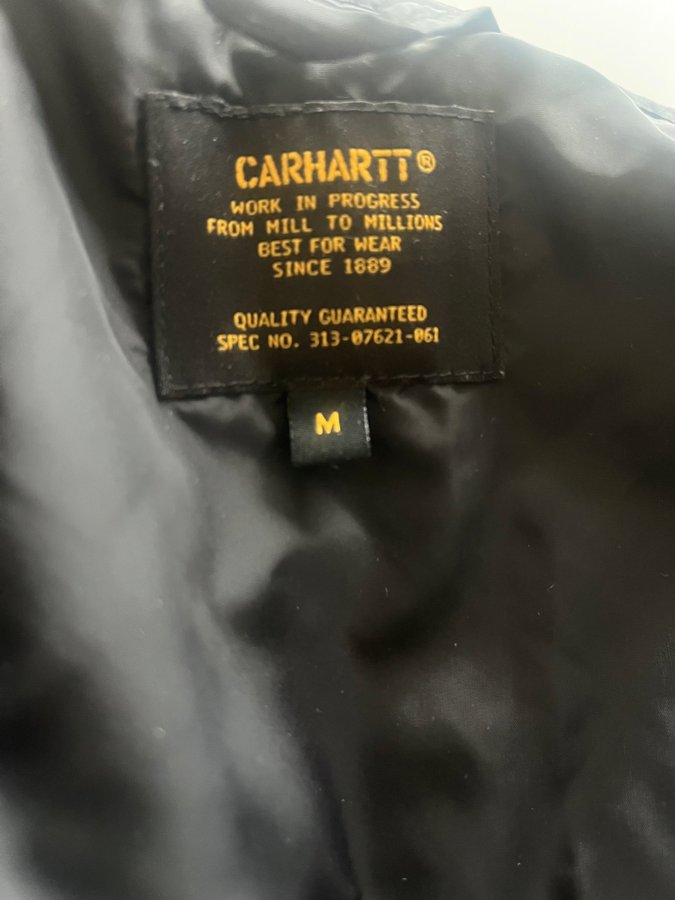 CARHARTT®
WORK IN PROGRESS
FROM MILL TO MILLIONS
BEST FOR WEAR
SINCE 1889
QUALITY GUARANTEED
SPEC NO. 313-07621-061
M